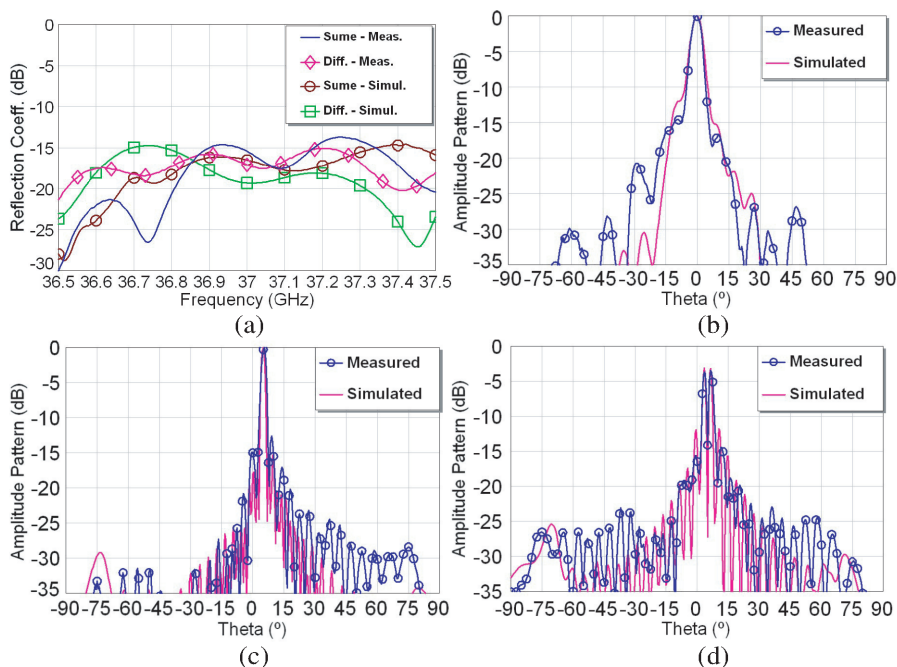 0
-5
-10
-15
-20
-25
-30
Reflection Coeff. (dB)
Sume - Meas.
Diff. - Meas.
Sume - Simul.
Diff. - Simul.
36.5 36.6 36.7 36.8 36.9 37 37.1 37.2 37.3 37.4 37.5
Frequency (GHz)
(a)
0
-5
-10
-15
-20
-25
-30
-35
Amplitude Pattern (dB)
Measured
Simulated
-90 -75 -60 -45 -30 -15 0 15 30 45 60 75 90
Theta (º)
(b)
0
-5
-10
-15
-20
-25
-30
-35
Amplitude Pattern (dB)
Measured
Simulated
-90 -75 -60 -45 -30 -15 0 15 30 45 60 75 90
Theta (º)
(c)
0
-5
-10
-15
-20
-25
-30
-35
Amplitude Pattern (dB)
Measured
Simulated
-90 -75 -60 -45 -30 -15 0 15 30 45 60 75 90
Theta (º)
(d)